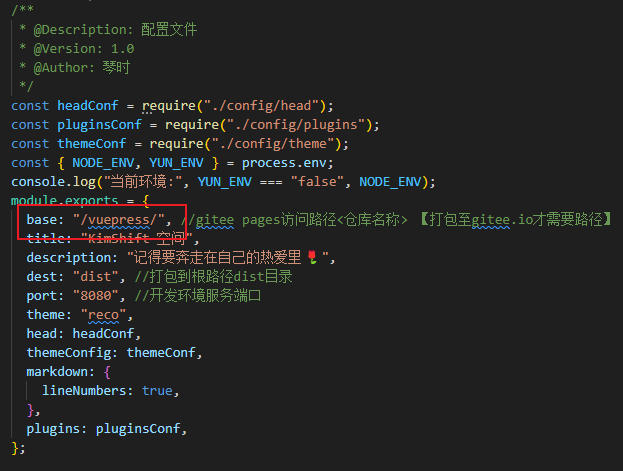 /**
 * @Description: 配置文件
 * @Version: 1.0
 * @Author: 琴时
 */
const headConf = require("./config/head");
const pluginsConf = require("./config/plugins");
const themeConf = require("./config/theme");
const { NODE_ENV, YUN_ENV } = process.env;
console.log("当前环境:", YUN_ENV === "false", NODE_ENV);
module.exports = {
  base: "/vuepress/", //gitee pages访问路径<仓库名称> 【打包至gitee.io才需要路径】
  title: "KimShift 空间",
  description: "记得要奔走在自己的热爱里🌷",
  dest: "dist", //打包到根路径dist目录
  port: "8080", //开发环境服务端口
  theme: "reco",
  head: headConf,
  themeConfig: themeConf,
  markdown: {
    lineNumbers: true,
  },
  plugins: pluginsConf,
};